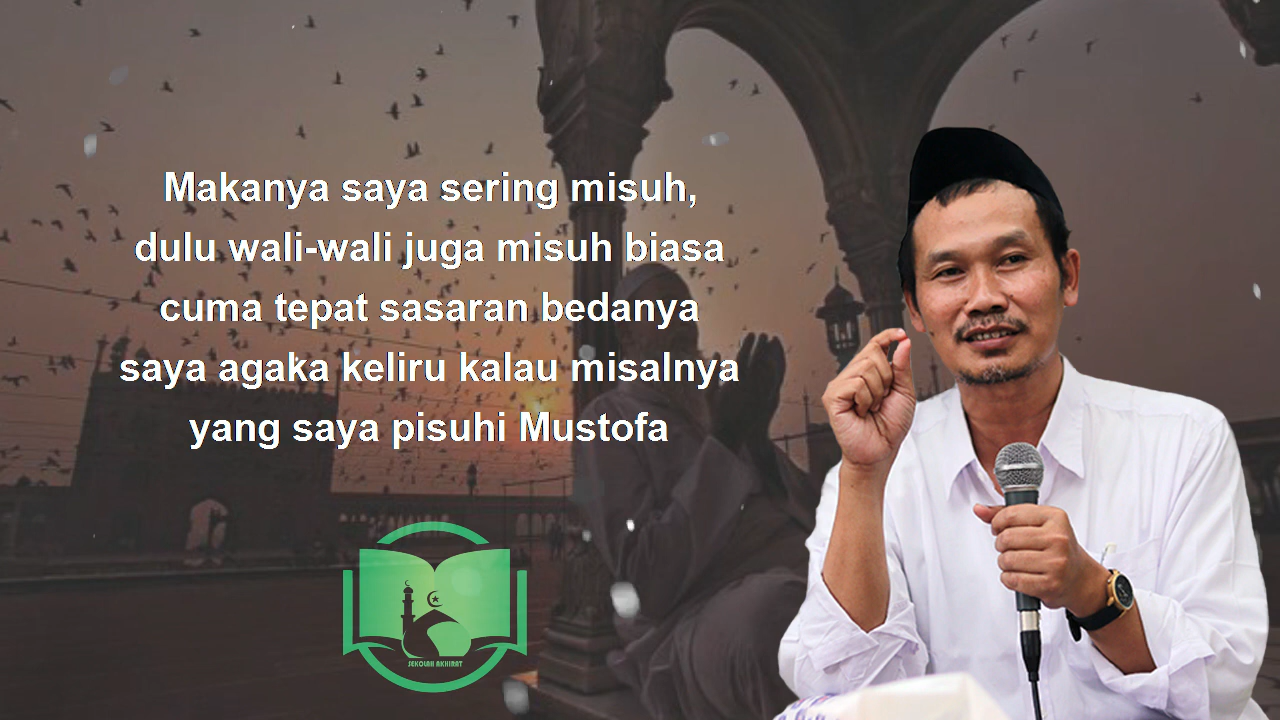 Makanya saya sering misuh,
dulu wali-wali juga misuh biasa
cuma tepat sasaran bedanya
saya agaka keliru kalau misalnya
yang saya pisuhi Mustofa
SEKOLAH AKHIRAT